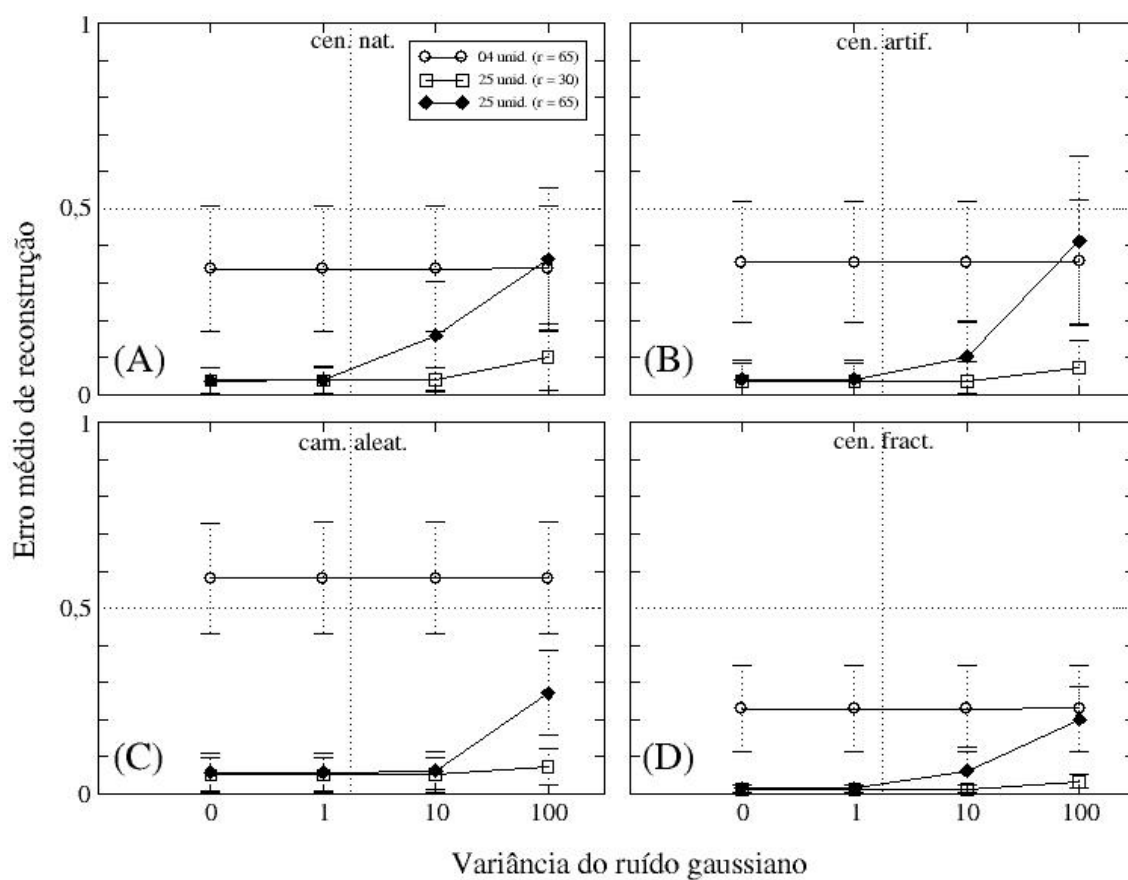 1
cen. nat.
04 unid. (r = 65)
25 unid. (r = 30)
25 unid. (r = 65)
cen. artif.
0,5
(A)
(B)
0
1
cam. aleat.
cen. fract.
0,5
(C)
(D)
0
0 1 10 100
0 1 10 100
Erro médio de reconstrução
Variância do ruído gaussiano